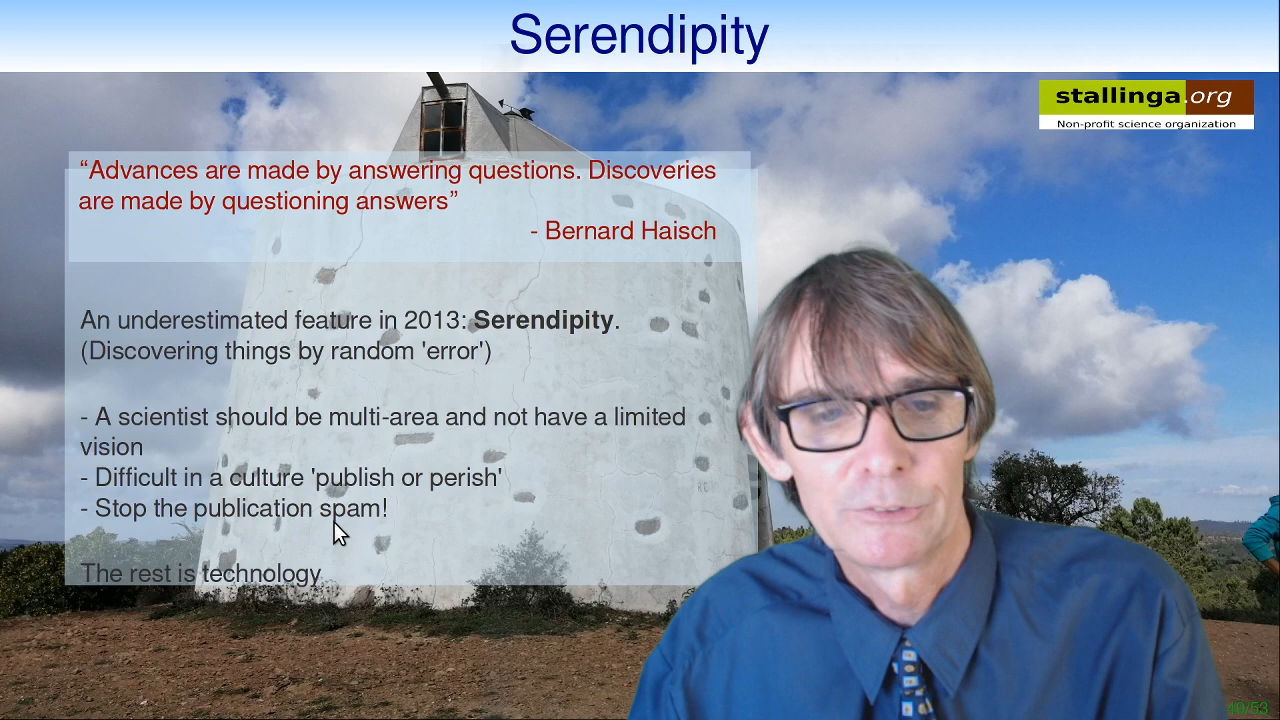 Serendipity
stallinga.org
Non-profit science organization
“Advances are made by answering questions. Discoveries
are made by questioning answers”
- Bernard Haisch
An underestimated feature in 2013: Serendipity.
(Discovering things by random 'error')
- A scientist should be multi-area and not have a limited
vision
- Difficult in a culture 'publish or perish'
- Stop the publication spam!
The rest is technology
49/53